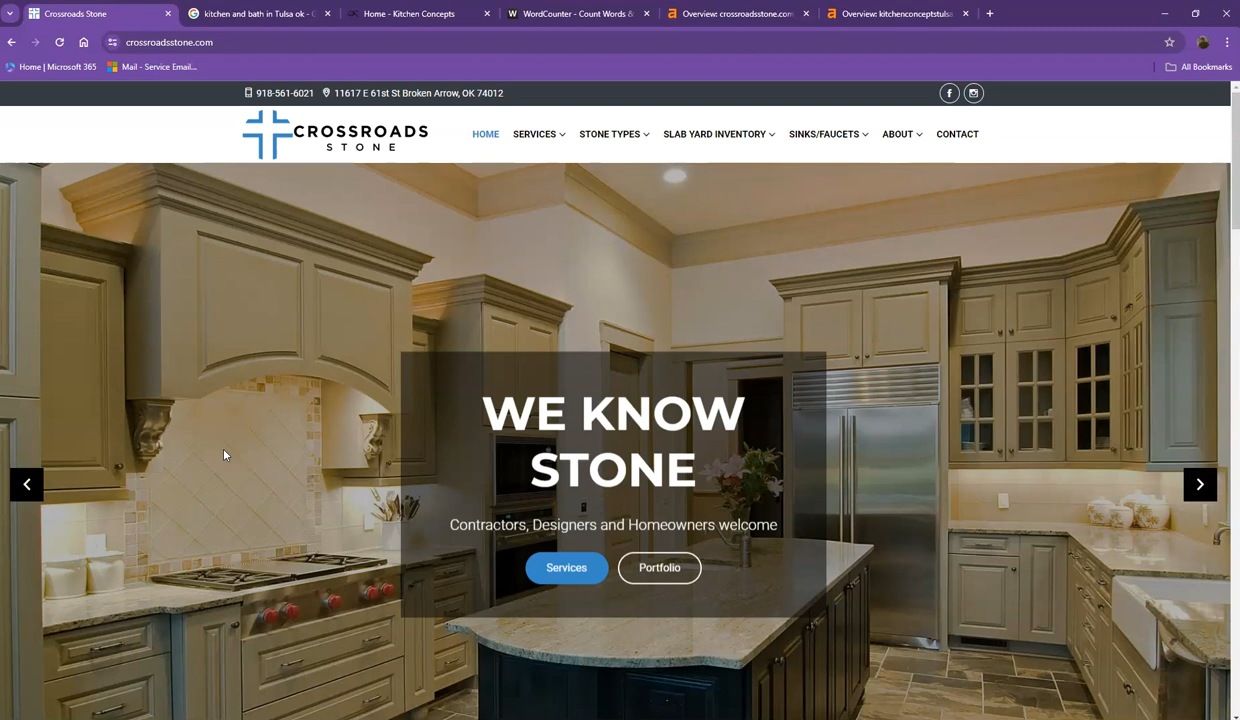 Crossroads Stone
kitchen and bath in Tulsa ok - G
Home - Kitchen Concepts
WordCounter - Count Words &
Overview: crossroadsstone.com
Overview: kitchenconceptstulsa
crossroadsstone.com
Home | Microsoft 365
Mail - Service Email...
All Bookmarks
918-561-6021
11617 E 61st St Broken Arrow, OK 74012
CROSSROADS
STONE
HOME
SERVICES
STONE TYPES
SLAB YARD INVENTORY
SINKS/FAUCETS
ABOUT
CONTACT
WE KNOW
STONE
Contractors, Designers and Homeowners welcome
Services
Portfolio